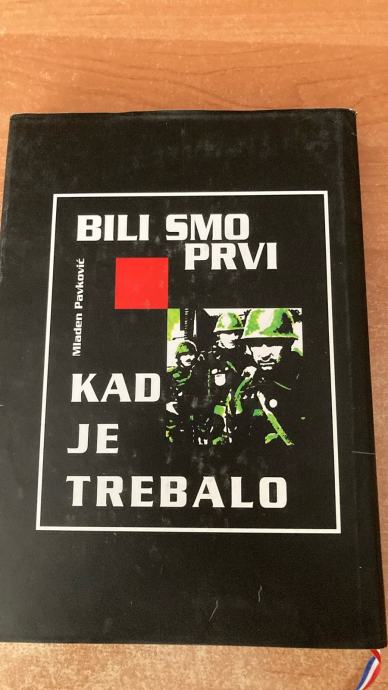 BILI SMO
PRVI
Mladen Pavković
KAD
JE
TREBALO